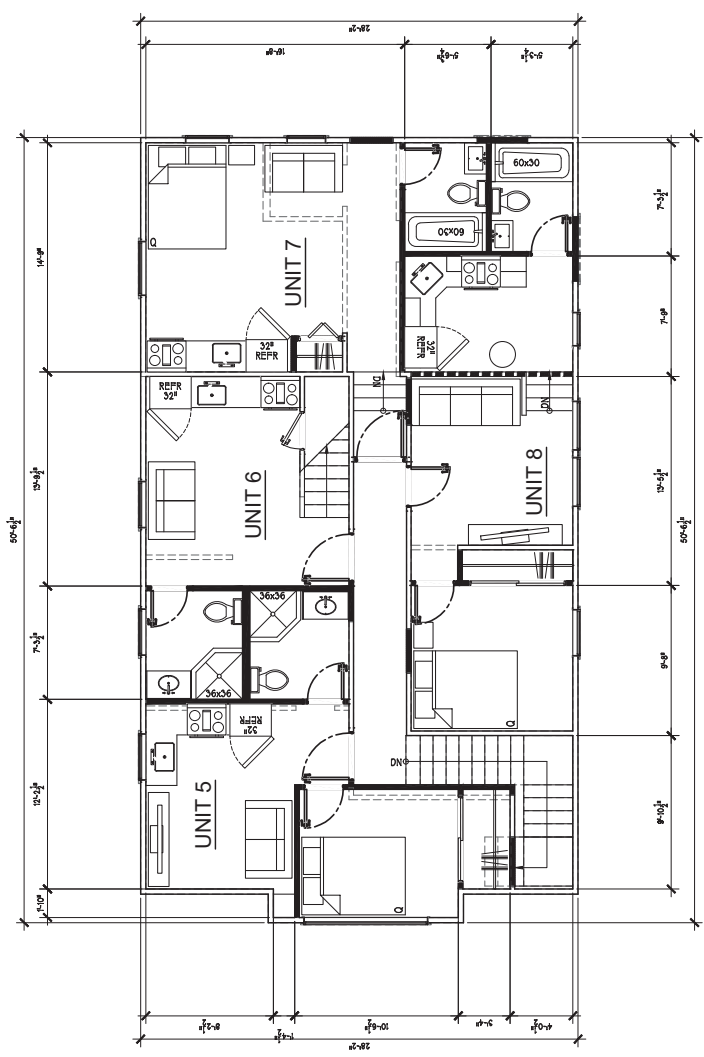 28'-2"
16'-8"
5'-6¾"
5'-3½"
60x30
7'-3½"
60x30
14'-9"
Q
UNIT 7
32"
REFR
32"
REFR
7'-9"
REFR
32"
DN
DN
UNIT 6
UNIT 8
13'-9½"
13'-5½"
50'-6½"
50'-6½"
36x36
7'-3½"
36x36
9'-8"
Q
32"
REFR
DN
UNIT 5
12'-2½"
9'-10½"
1'-10"
Q
8'-2½"
1'-4½"
10'-6½"
3'-4"
4'-0½"
28'-2"